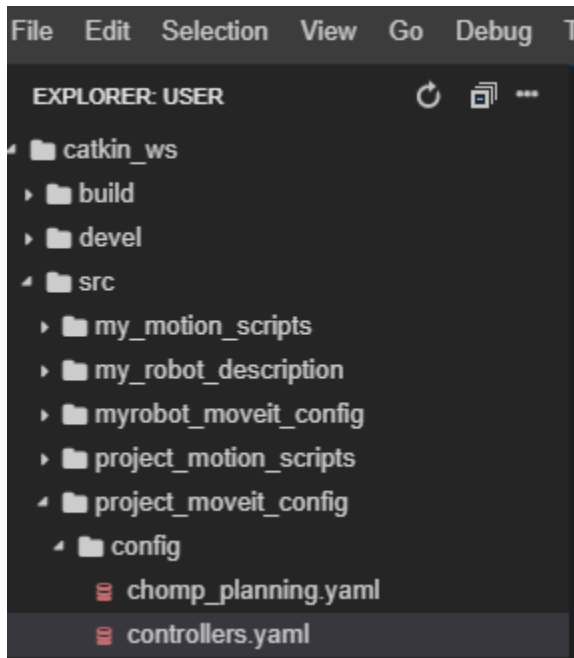 File Edit Selection View Go Debug
EXPLORER: USER
catkin_ws
build
devel
src
my_motion_scripts
my_robot_description
myrobot_moveit_config
project_motion_scripts
project_moveit_config
config
chomp_planning.yaml
controllers.yaml